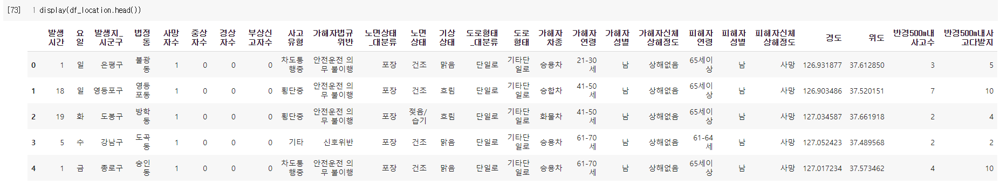 [73] 1 display(df_location.head())
발생시간 요일 발생지_시군구 법정동 사망자수 중상자수 경상자수 부상신고자수 사고유형 가해자법규위반 노면상태_대분류 노면상태 기상상태 도로형태_대분류 도로형태 가해자차종 가해자연령 가해자성별 가해자신체상해정도 피해자연령 피해자성별 피해자신체상해정도 경도 위도 반경500m내사고수 반경500m내사고다발지
0 1 일 은평구 불광동 1 0 0 0 차도통행중 안전운전 의무 불이행 포장 건조 맑음 단일로 기타단일로 승용차 21-30세 남 상해없음 65세이상 남 사망 126.931877 37.612850 3 5
1 18 일 영등포구 영등포동 1 0 0 0 횡단중 안전운전 의무 불이행 포장 건조 흐림 단일로 기타단일로 승합차 41-50세 남 상해없음 65세이상 남 사망 126.903486 37.520151 7 10
2 19 화 도봉구 방학동 1 0 0 0 횡단중 안전운전 의무 불이행 포장 젖음/습기 흐림 단일로 기타단일로 화물차 41-50세 남 상해없음 65세이상 남 사망 127.034587 37.661918 2 4
3 5 수 강남구 도곡동 1 0 0 0 기타 신호위반 포장 건조 맑음 단일로 기타단일로 승용차 61-70세 남 상해없음 61-64세 남 사망 127.052423 37.489568 2 2
4 1 금 종로구 숭인동 1 0 0 0 차도통행중 안전운전 의무 불이행 포장 건조 맑음 단일로 기타단일로 승용차 61-70세 남 상해없음 65세이상 남 사망 127.017234 37.573462 4 10